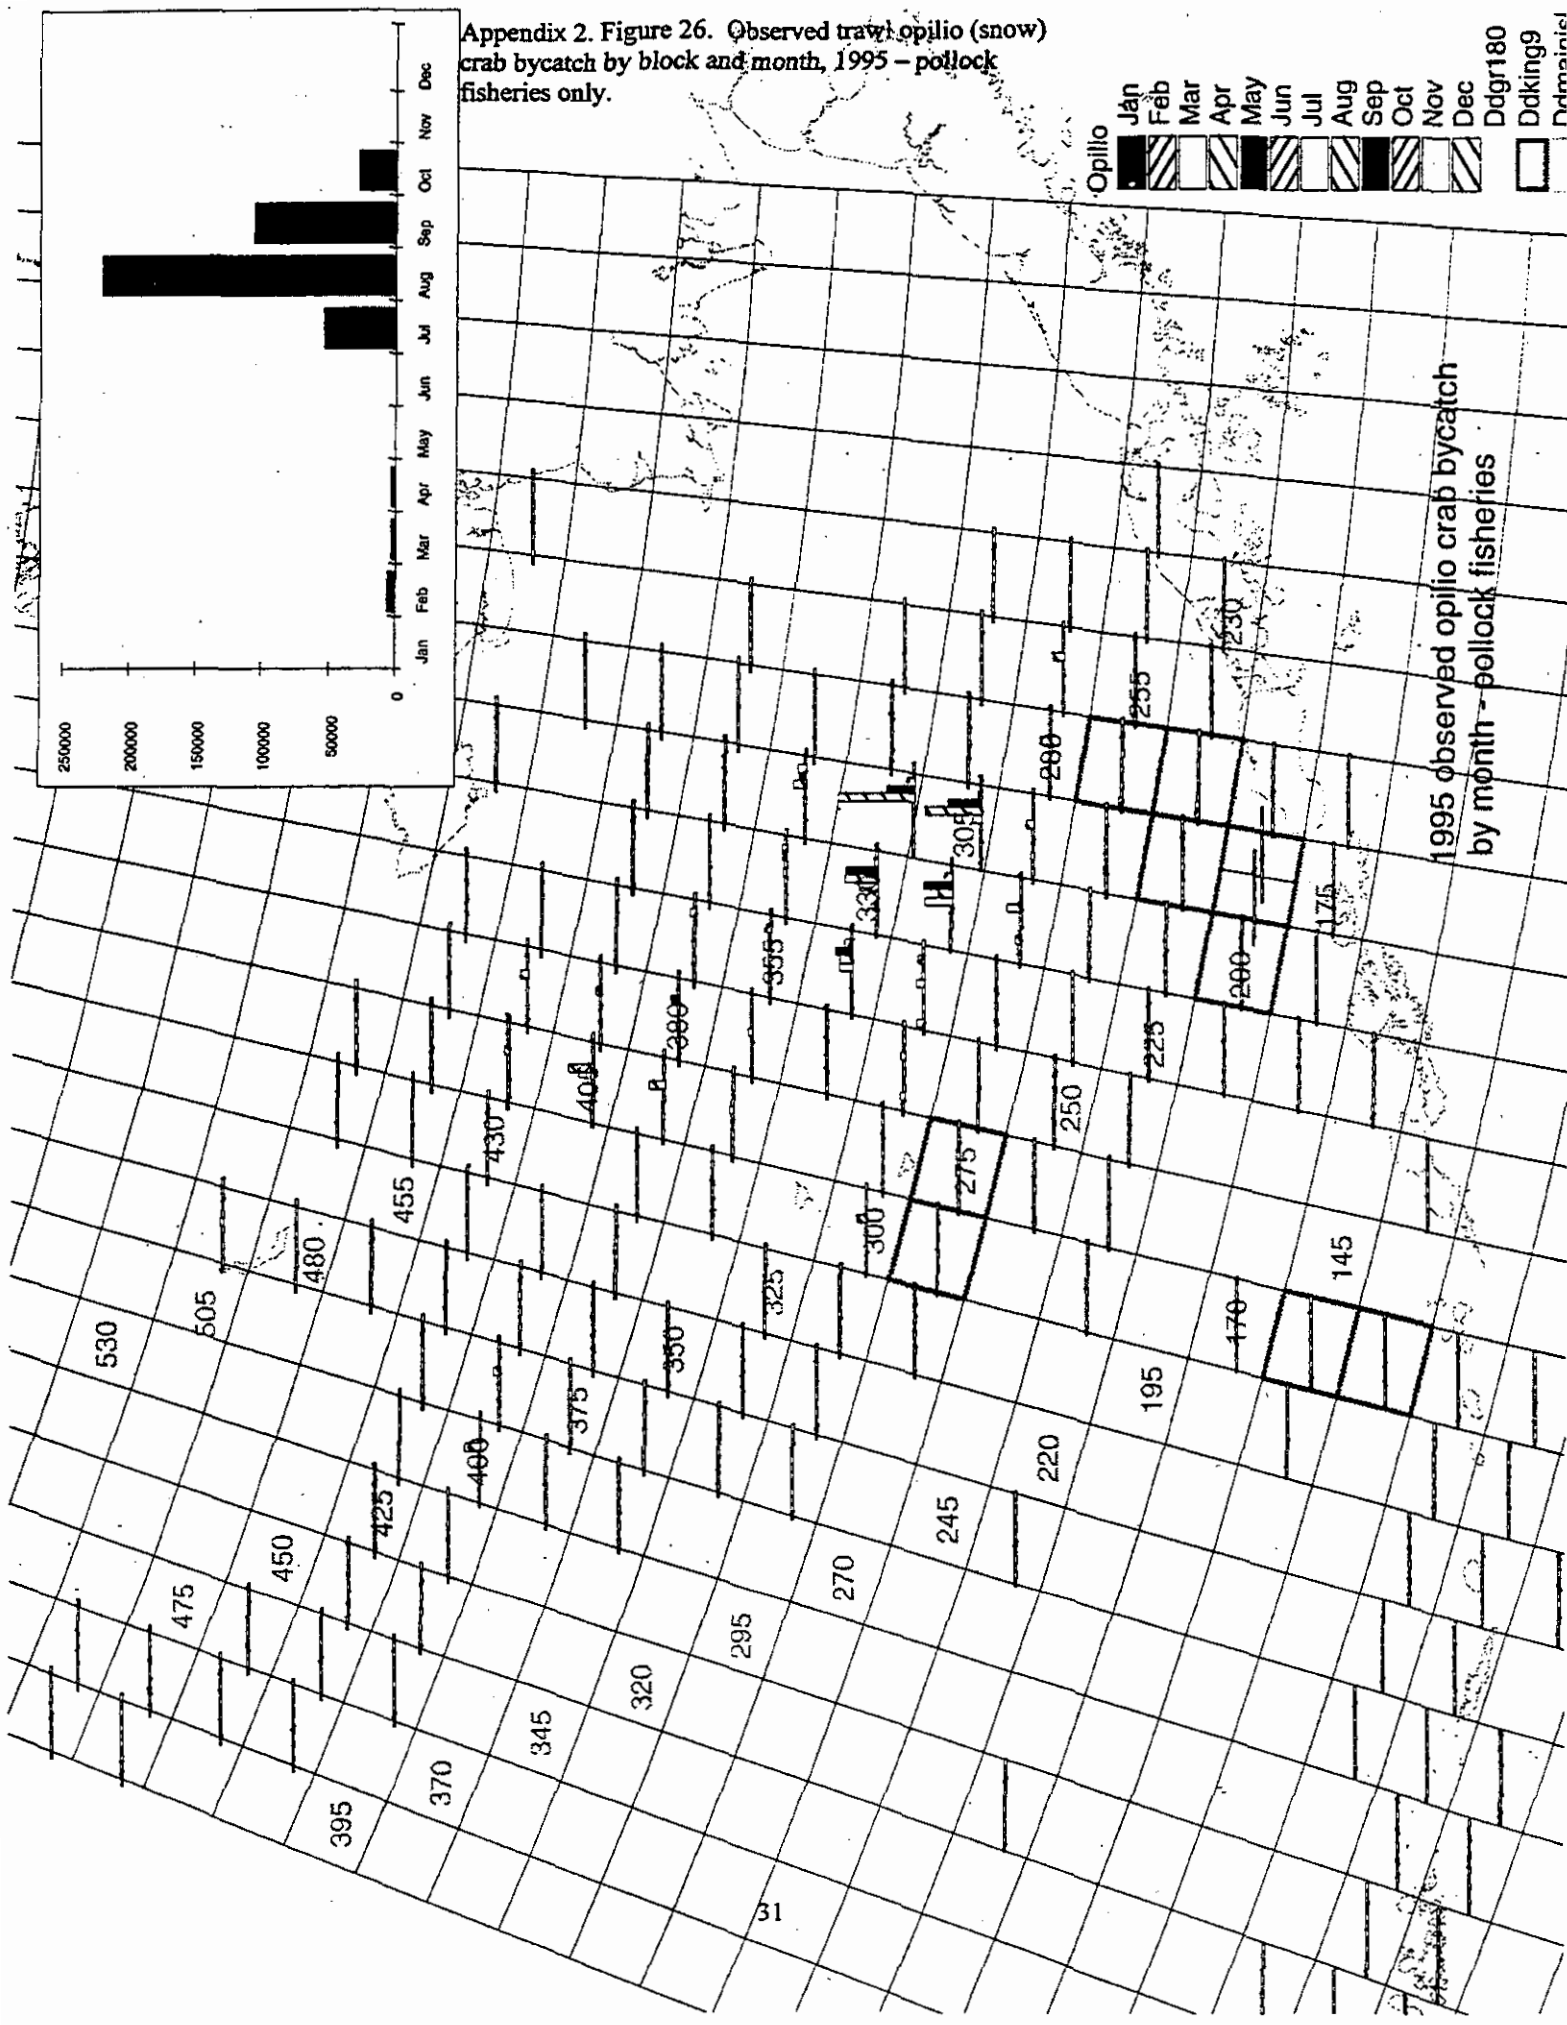 Appendix 2. Figure 26. Observed trawl opilio (snow)
crab bycatch by block and month, 1995 – pollock
fisheries only.
250000
200000
150000
100000
50000
0
Jan
Feb
Mar
Apr
May
Jun
Jul
Aug
Sep
Oct
Nov
Dec
Opilio
Jan
Feb
Mar
Apr
May
Jun
Jul
Aug
Sep
Oct
Nov
Dec
Ddgr180
Ddking9
1995 observed opilio crab bycatch
by month - pollock fisheries
530
505
480
455
430
405
380
355
330
305
280
255
230
475
450
425
400
375
350
325
300
275
250
225
200
175
395
370
345
320
295
270
245
220
195
170
145
31